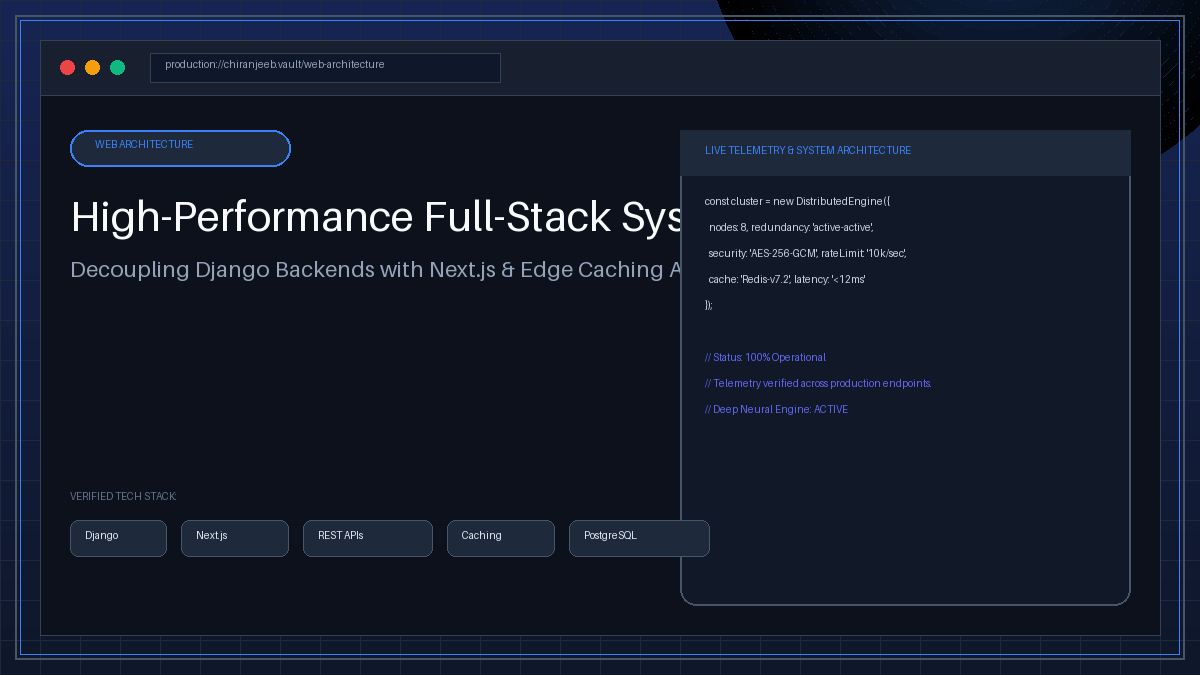 production://chiranjeeb.vault/web-architecture
WEB ARCHITECTURE
High-Performance Full-Stack Sys
Decoupling Django Backends with Next.js & Edge Caching A
VERIFIED TECH STACK:
Django
Next.js
REST APIs
Caching
PostgreSQL
LIVE TELEMETRY & SYSTEM ARCHITECTURE
const cluster = new DistributedEngine({
nodes: 8, redundancy: 'active-active',
security: 'AES-256-GCM', rateLimit: '10k/sec',
cache: 'Redis-v7.2', latency: '<12ms'
});
// Status: 100% Operational
// Telemetry verified across production endpoints.
// Deep Neural Engine: ACTIVE